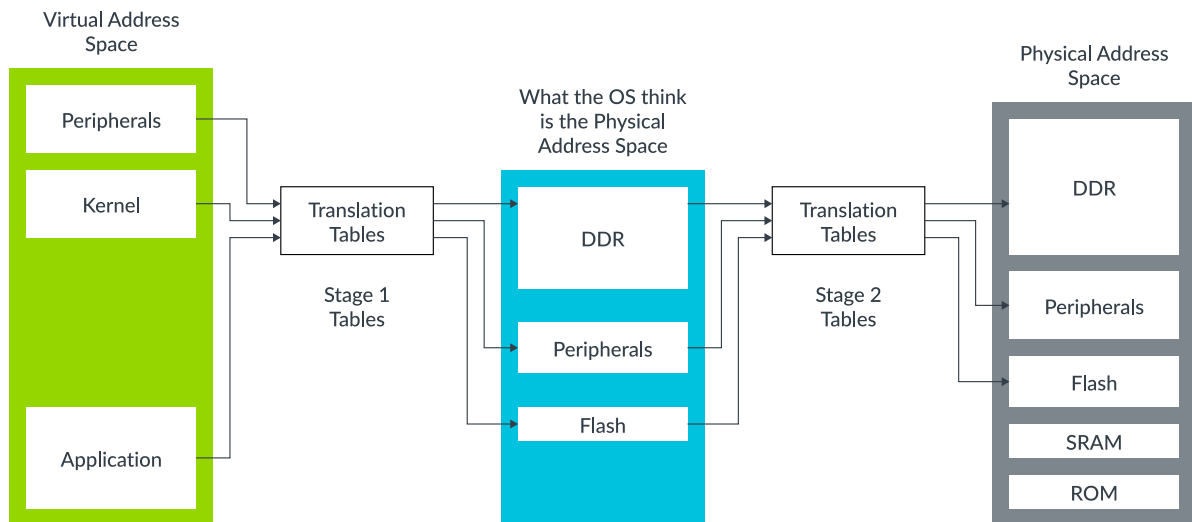 Virtual Address
Space
Peripherals
Kernel
Application
Translation
Tables
Stage 1
Tables
What the OS think
is the Physical
Address Space
DDR
Peripherals
Flash
Translation
Tables
Stage 2
Tables
Physical Address
Space
DDR
Peripherals
Flash
SRAM
ROM